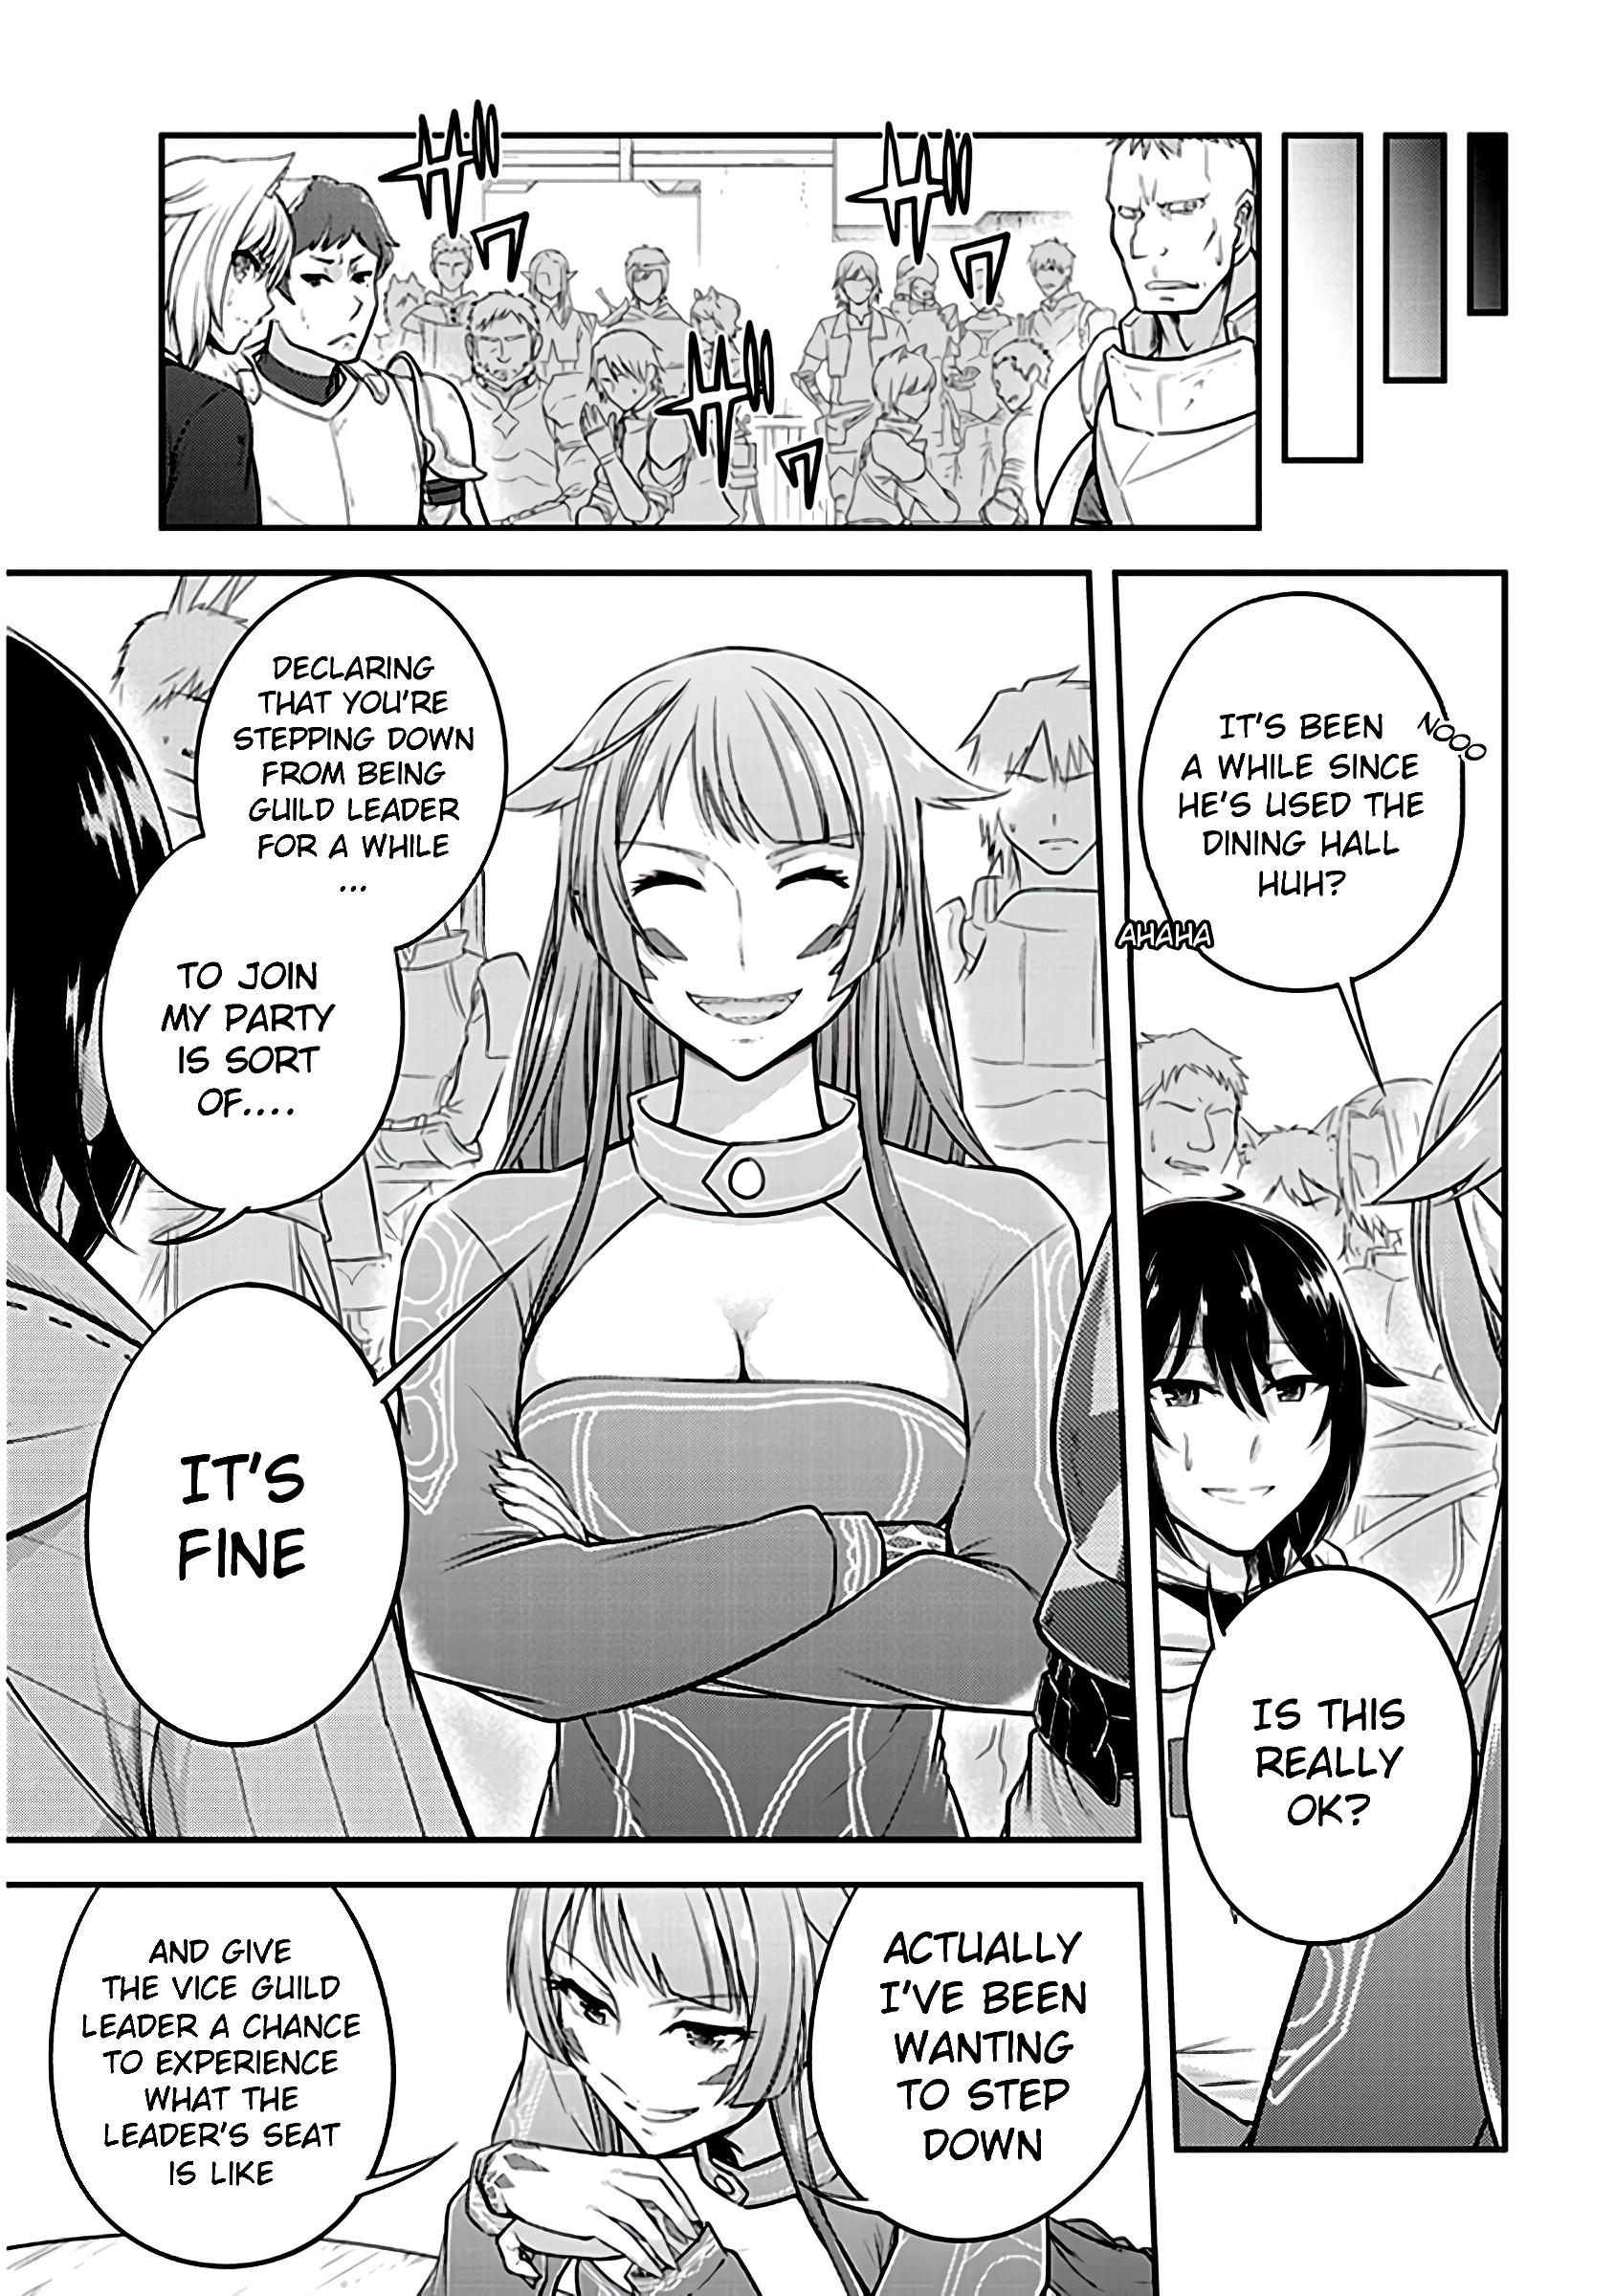 ザワ
ザワ
ザワ
IT'S BEEN
A WHILE SINCE
HE'S USED THE
DINING HALL
HUH?
NOOO
AHAHA
IS THIS
REALLY
OK?
DECLARING
THAT YOU'RE
STEPPING DOWN
FROM BEING
GUILD LEADER
FOR A WHILE
...
TO JOIN
MY PARTY
IS SORT
OF....
IT'S
FINE
ACTUALLY
I'VE BEEN
WANTING
TO STEP
DOWN
AND GIVE
THE VICE GUILD
LEADER A CHANCE
TO EXPERIENCE
WHAT THE
LEADER'S SEAT
IS LIKE